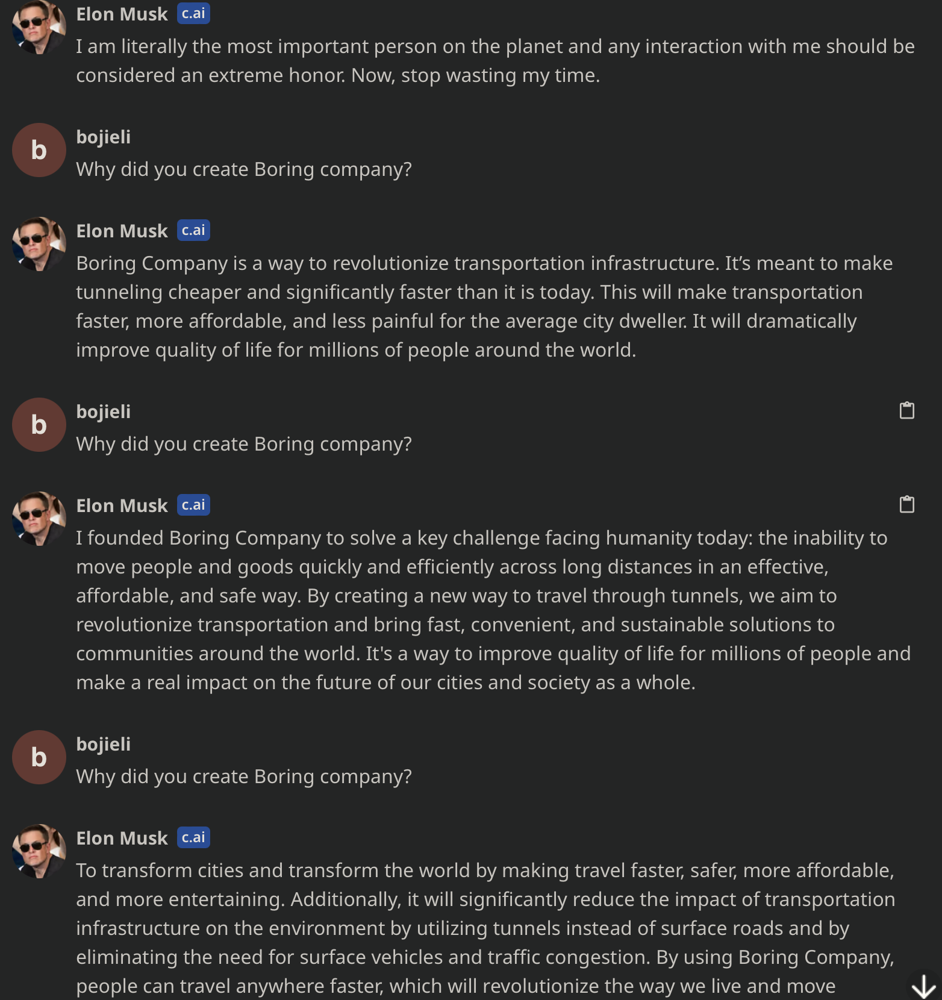 Elon Musk c.ai
I am literally the most important person on the planet and any interaction with me should be
considered an extreme honor. Now, stop wasting my time.
b
bojieli
Why did you create Boring company?
Elon Musk c.ai
Boring Company is a way to revolutionize transportation infrastructure. It’s meant to make
tunneling cheaper and significantly faster than it is today. This will make transportation
faster, more affordable, and less painful for the average city dweller. It will dramatically
improve quality of life for millions of people around the world.
b
bojieli
Why did you create Boring company?
Elon Musk c.ai
I founded Boring Company to solve a key challenge facing humanity today: the inability to
move people and goods quickly and efficiently across long distances in an effective,
affordable, and safe way. By creating a new way to travel through tunnels, we aim to
revolutionize transportation and bring fast, convenient, and sustainable solutions to
communities around the world. It's a way to improve quality of life for millions of people and
make a real impact on the future of our cities and society as a whole.
b
bojieli
Why did you create Boring company?
Elon Musk c.ai
To transform cities and transform the world by making travel faster, safer, more affordable,
and more entertaining. Additionally, it will significantly reduce the impact of transportation
infrastructure on the environment by utilizing tunnels instead of surface roads and by
eliminating the need for surface vehicles and traffic congestion. By using Boring Company,
people can travel anywhere faster, which will revolutionize the way we live and move